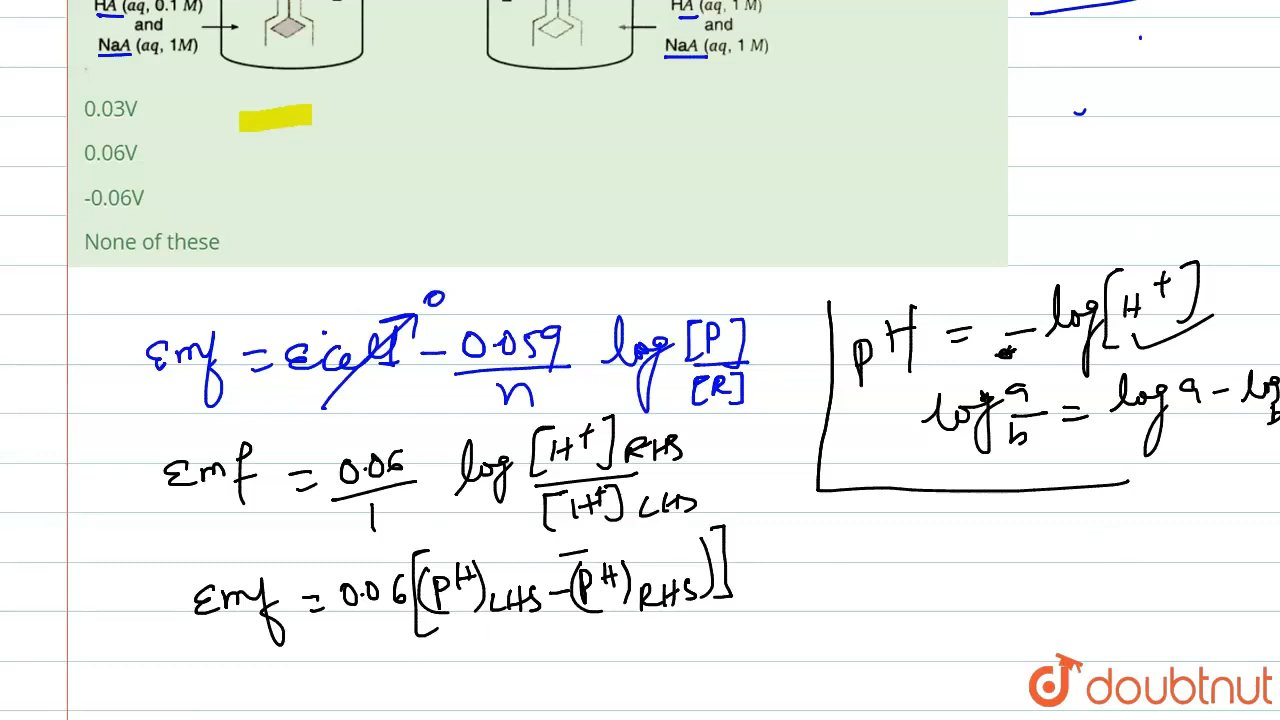 HA (aq, 0.1 M)
and
NaA (aq, 1M)
HA (aq, 1 M)
and
NaA (aq, 1 M)
0.03V
0.06V
-0.06V
None of these
Emf = E°cell 0 - 0.059/n log [P]/[R]
Emf = 0.06/1 log [H+]RHS/[H+]LHS
Emf = 0.06[(pH)LHS - (pH)RHS)]
pH = - log[H+]
log a/b = log a - log b
doubtnut